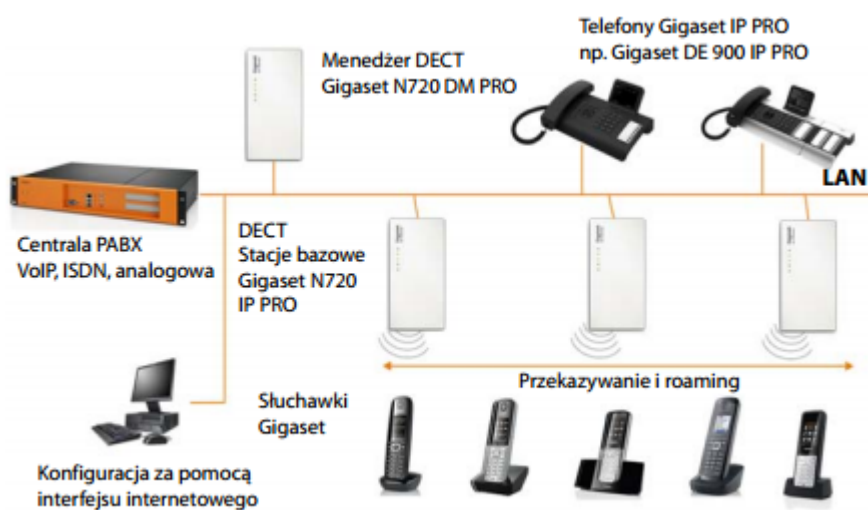 Menedżer DECT
Gigaset N720 DM PRO
Telefony Gigaset IP PRO
np. Gigaset DE 900 IP PRO
LAN
Centrala PABX
VoIP, ISDN, analogowa
DECT
Stacje bazowe
Gigaset N720
IP PRO
Przekazywanie i roaming
Słuchawki
Gigaset
Konfiguracja za pomocą
interfejsu internetowego